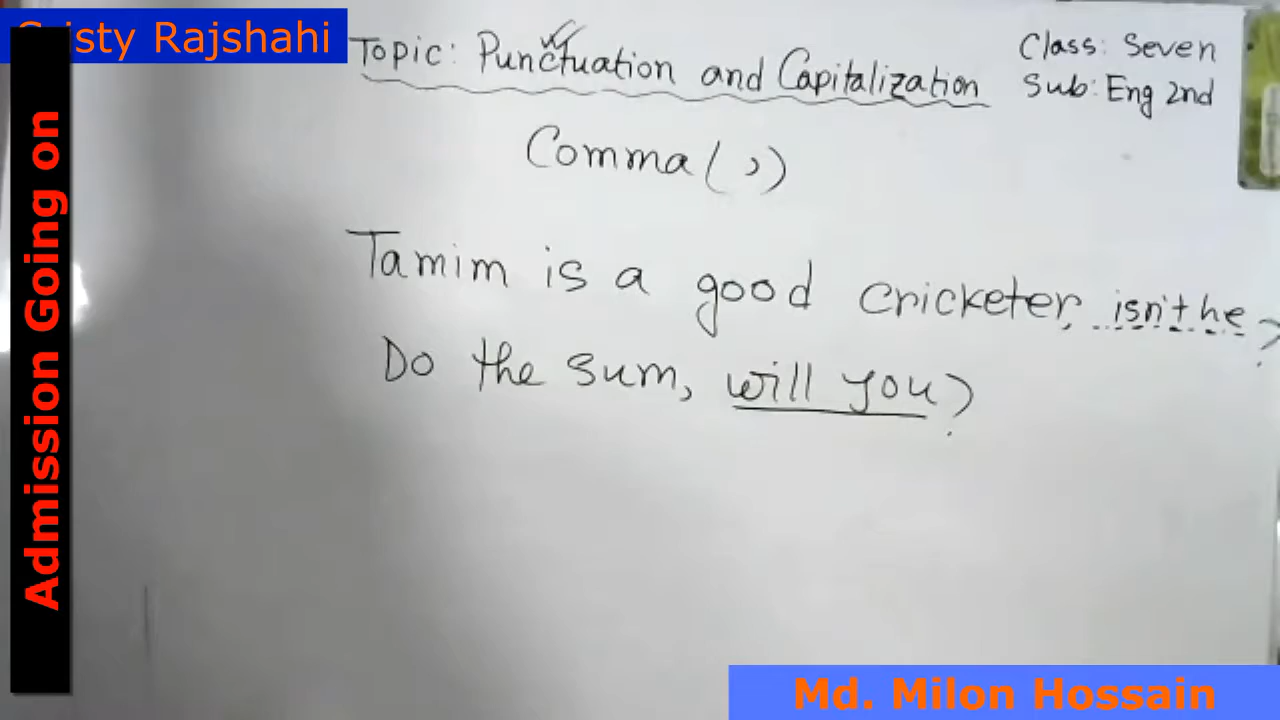 Rajshahi
Topic: Punctuation and Capitalization
Class: Seven
Sub: Eng 2nd
Comma (,)
Tamim is a good cricketer, isn't he?
Do the sum, will you?
Admission Going on
Md. Milon Hossain